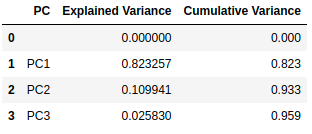 PC Explained Variance Cumulative Variance
0 0.000000 0.000
1 PC1 0.823257 0.823
2 PC2 0.109941 0.933
3 PC3 0.025830 0.959